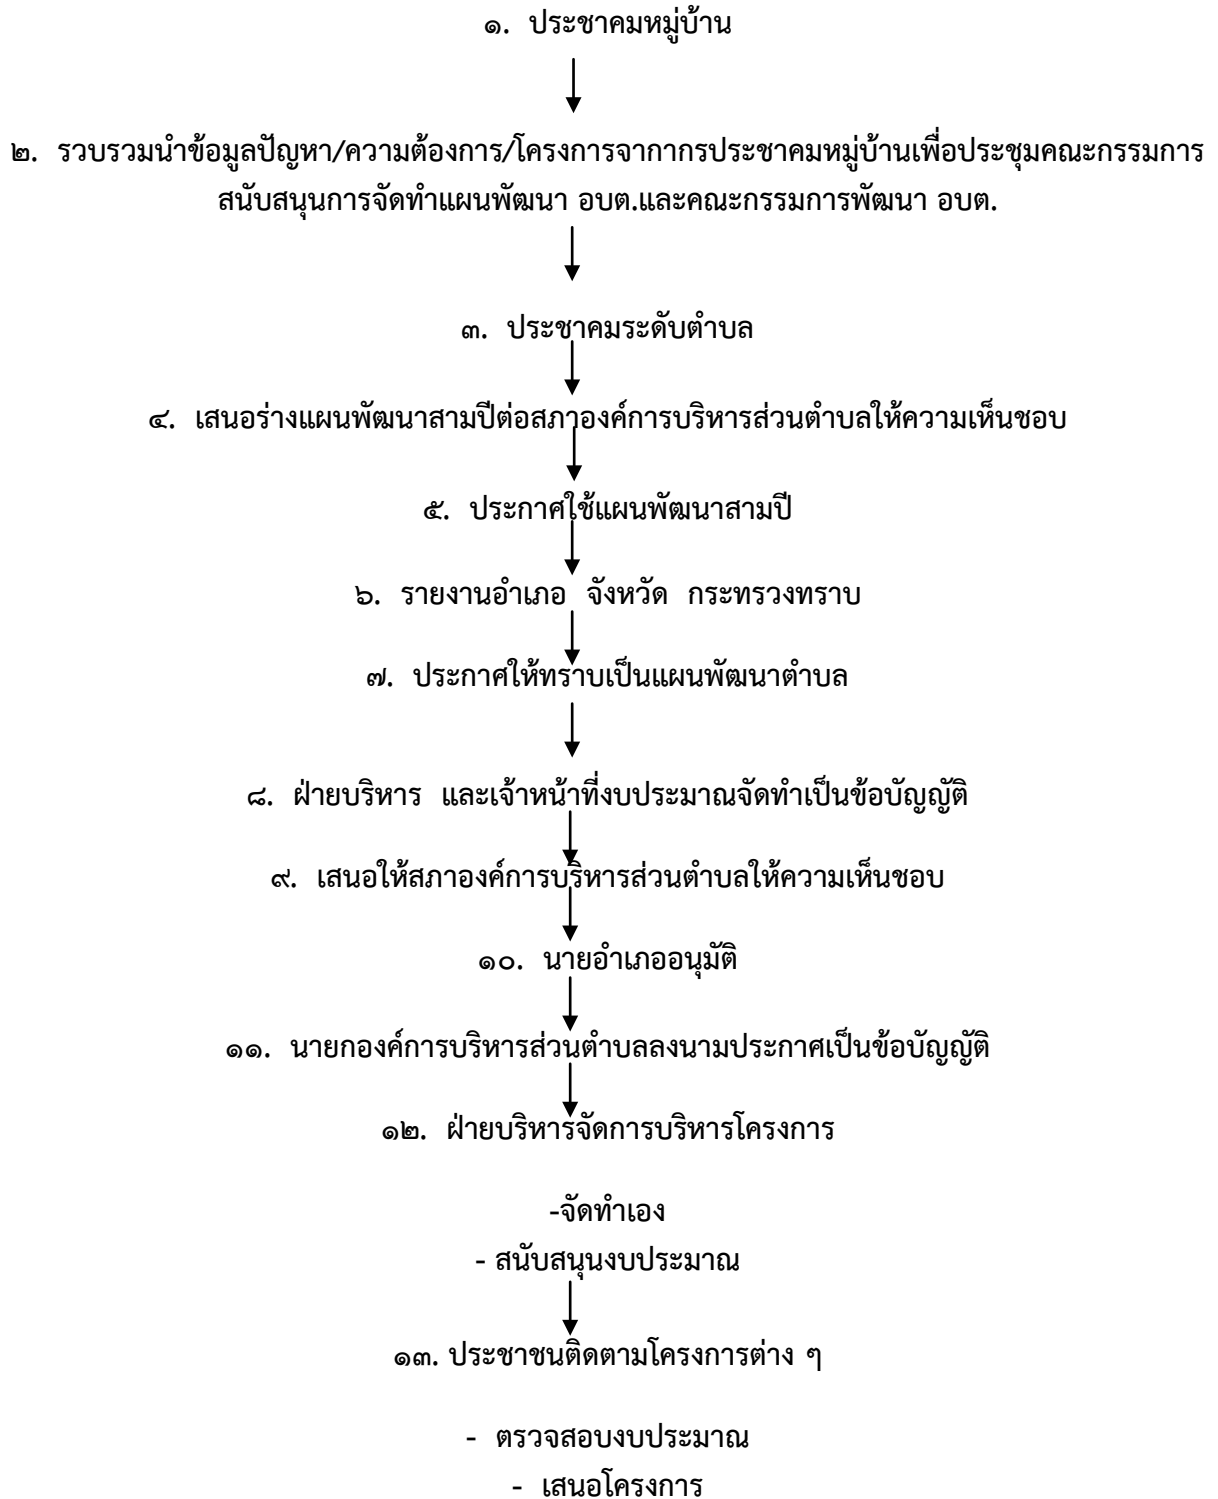 ๑. ประชาคมหมู่บ้าน
๒. รวบรวมนำข้อมูลปัญหา/ความต้องการ/โครงการจากากรประชาคมหมู่บ้านเพื่อประชุมคณะกรรมการ
สนับสนุนการจัดทำแผนพัฒนา อบต.และคณะกรรมการพัฒนา อบต.
๓. ประชาคมระดับตำบล
๔. เสนอร่างแผนพัฒนาสามปีต่อสภาองค์การบริหารส่วนตำบลให้ความเห็นชอบ
๕. ประกาศใช้แผนพัฒนาสามปี
๖. รายงานอำเภอ จังหวัด กระทรวงทราบ
๗. ประกาศให้ทราบเป็นแผนพัฒนาตำบล
๘. ฝ่ายบริหาร และเจ้าหน้าที่งบประมาณจัดทำเป็นข้อบัญญัติ
๙. เสนอให้สภาองค์การบริหารส่วนตำบลให้ความเห็นชอบ
๑๐. นายอำเภออนุมัติ
๑๑. นายกองค์การบริหารส่วนตำบลลงนามประกาศเป็นข้อบัญญัติ
๑๒. ฝ่ายบริหารจัดการบริหารโครงการ
-จัดทำเอง
- สนับสนุนงบประมาณ
๑๓. ประชาชนติดตามโครงการต่าง ๆ
- ตรวจสอบงบประมาณ
- เสนอโครงการ